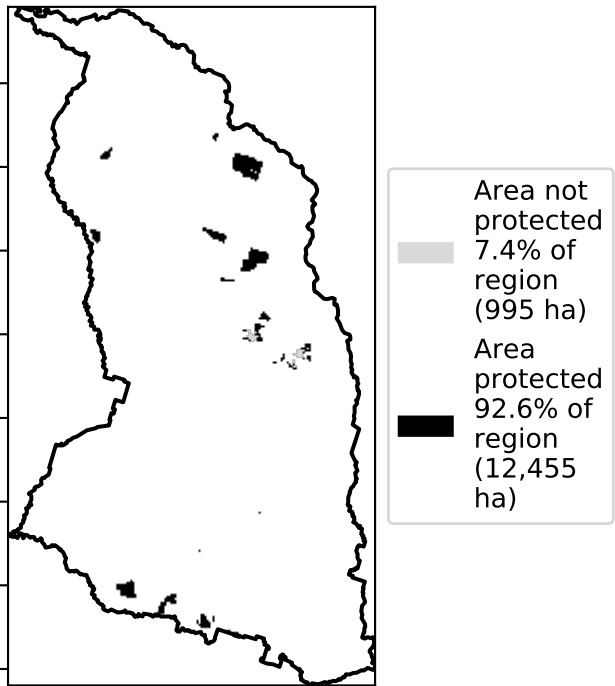 Area not
protected
7.4% of
region
(995 ha)
Area
protected
92.6% of
region
(12,455
ha)